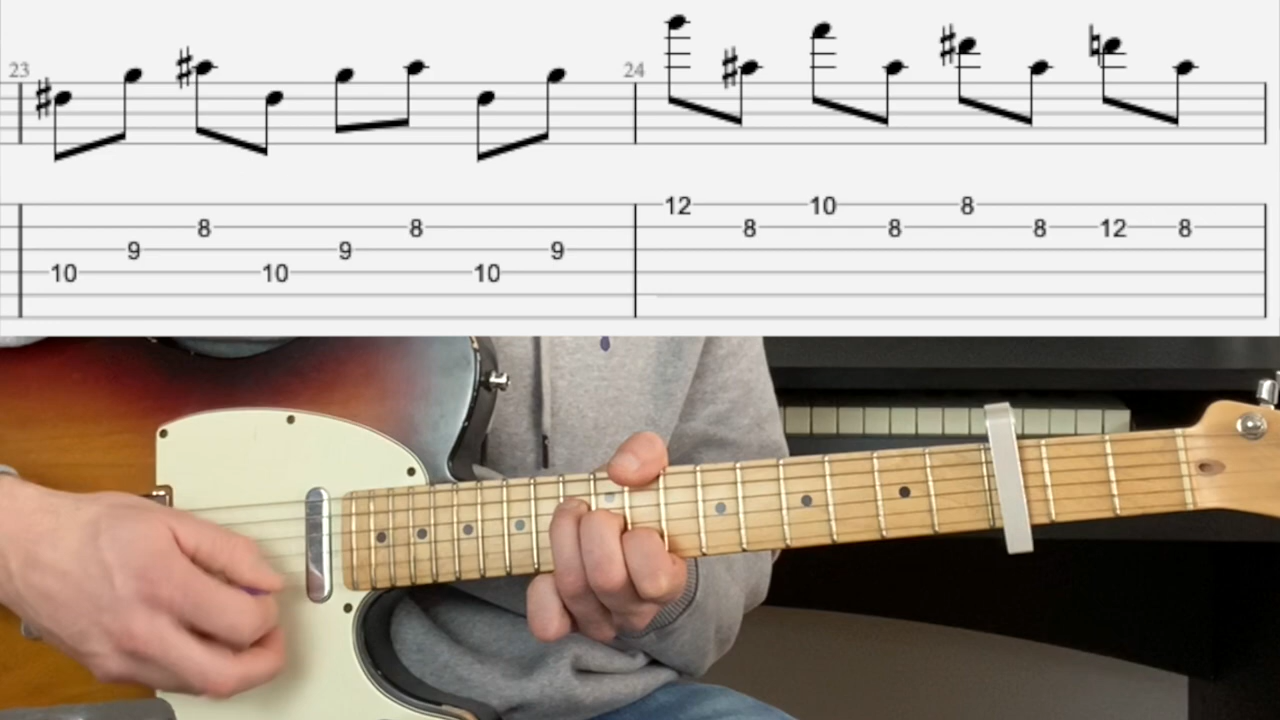 23 24
12 10 8
8 8 8 8 8 12 8
9 9 9
10 10 10